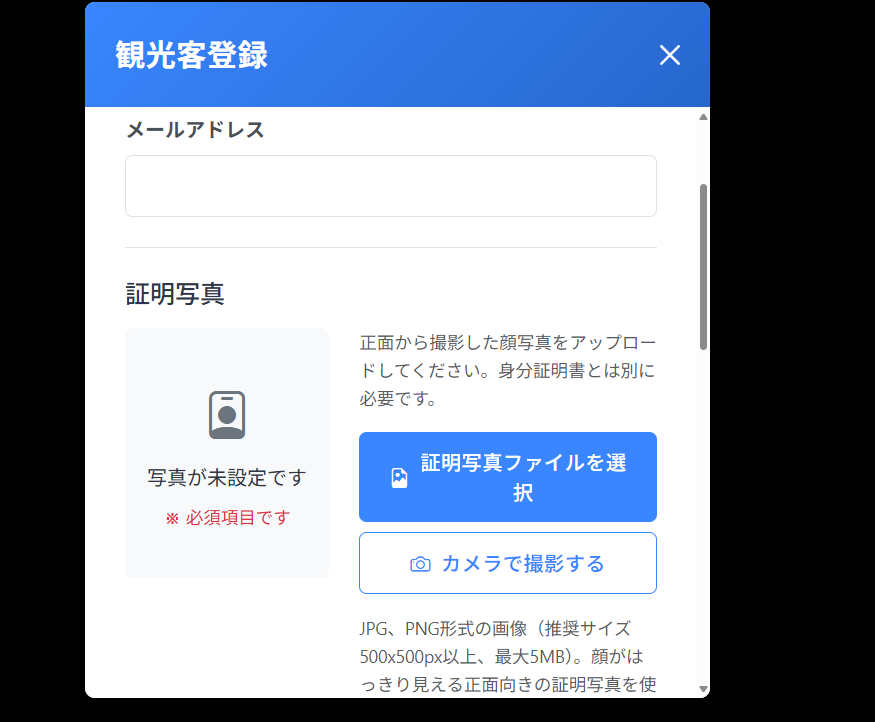 観光客登録
メールアドレス
証明写真
写真が未設定です
※ 必須項目です
正面から撮影した顔写真をアップロー
ドしてください。身分証明書とは別に
必要です。
証明写真ファイルを選
択
カメラで撮影する
JPG、PNG形式の画像（推奨サイズ
500x500px以上、最大5MB）。顔がは
っきり見える正面向きの証明写真を使